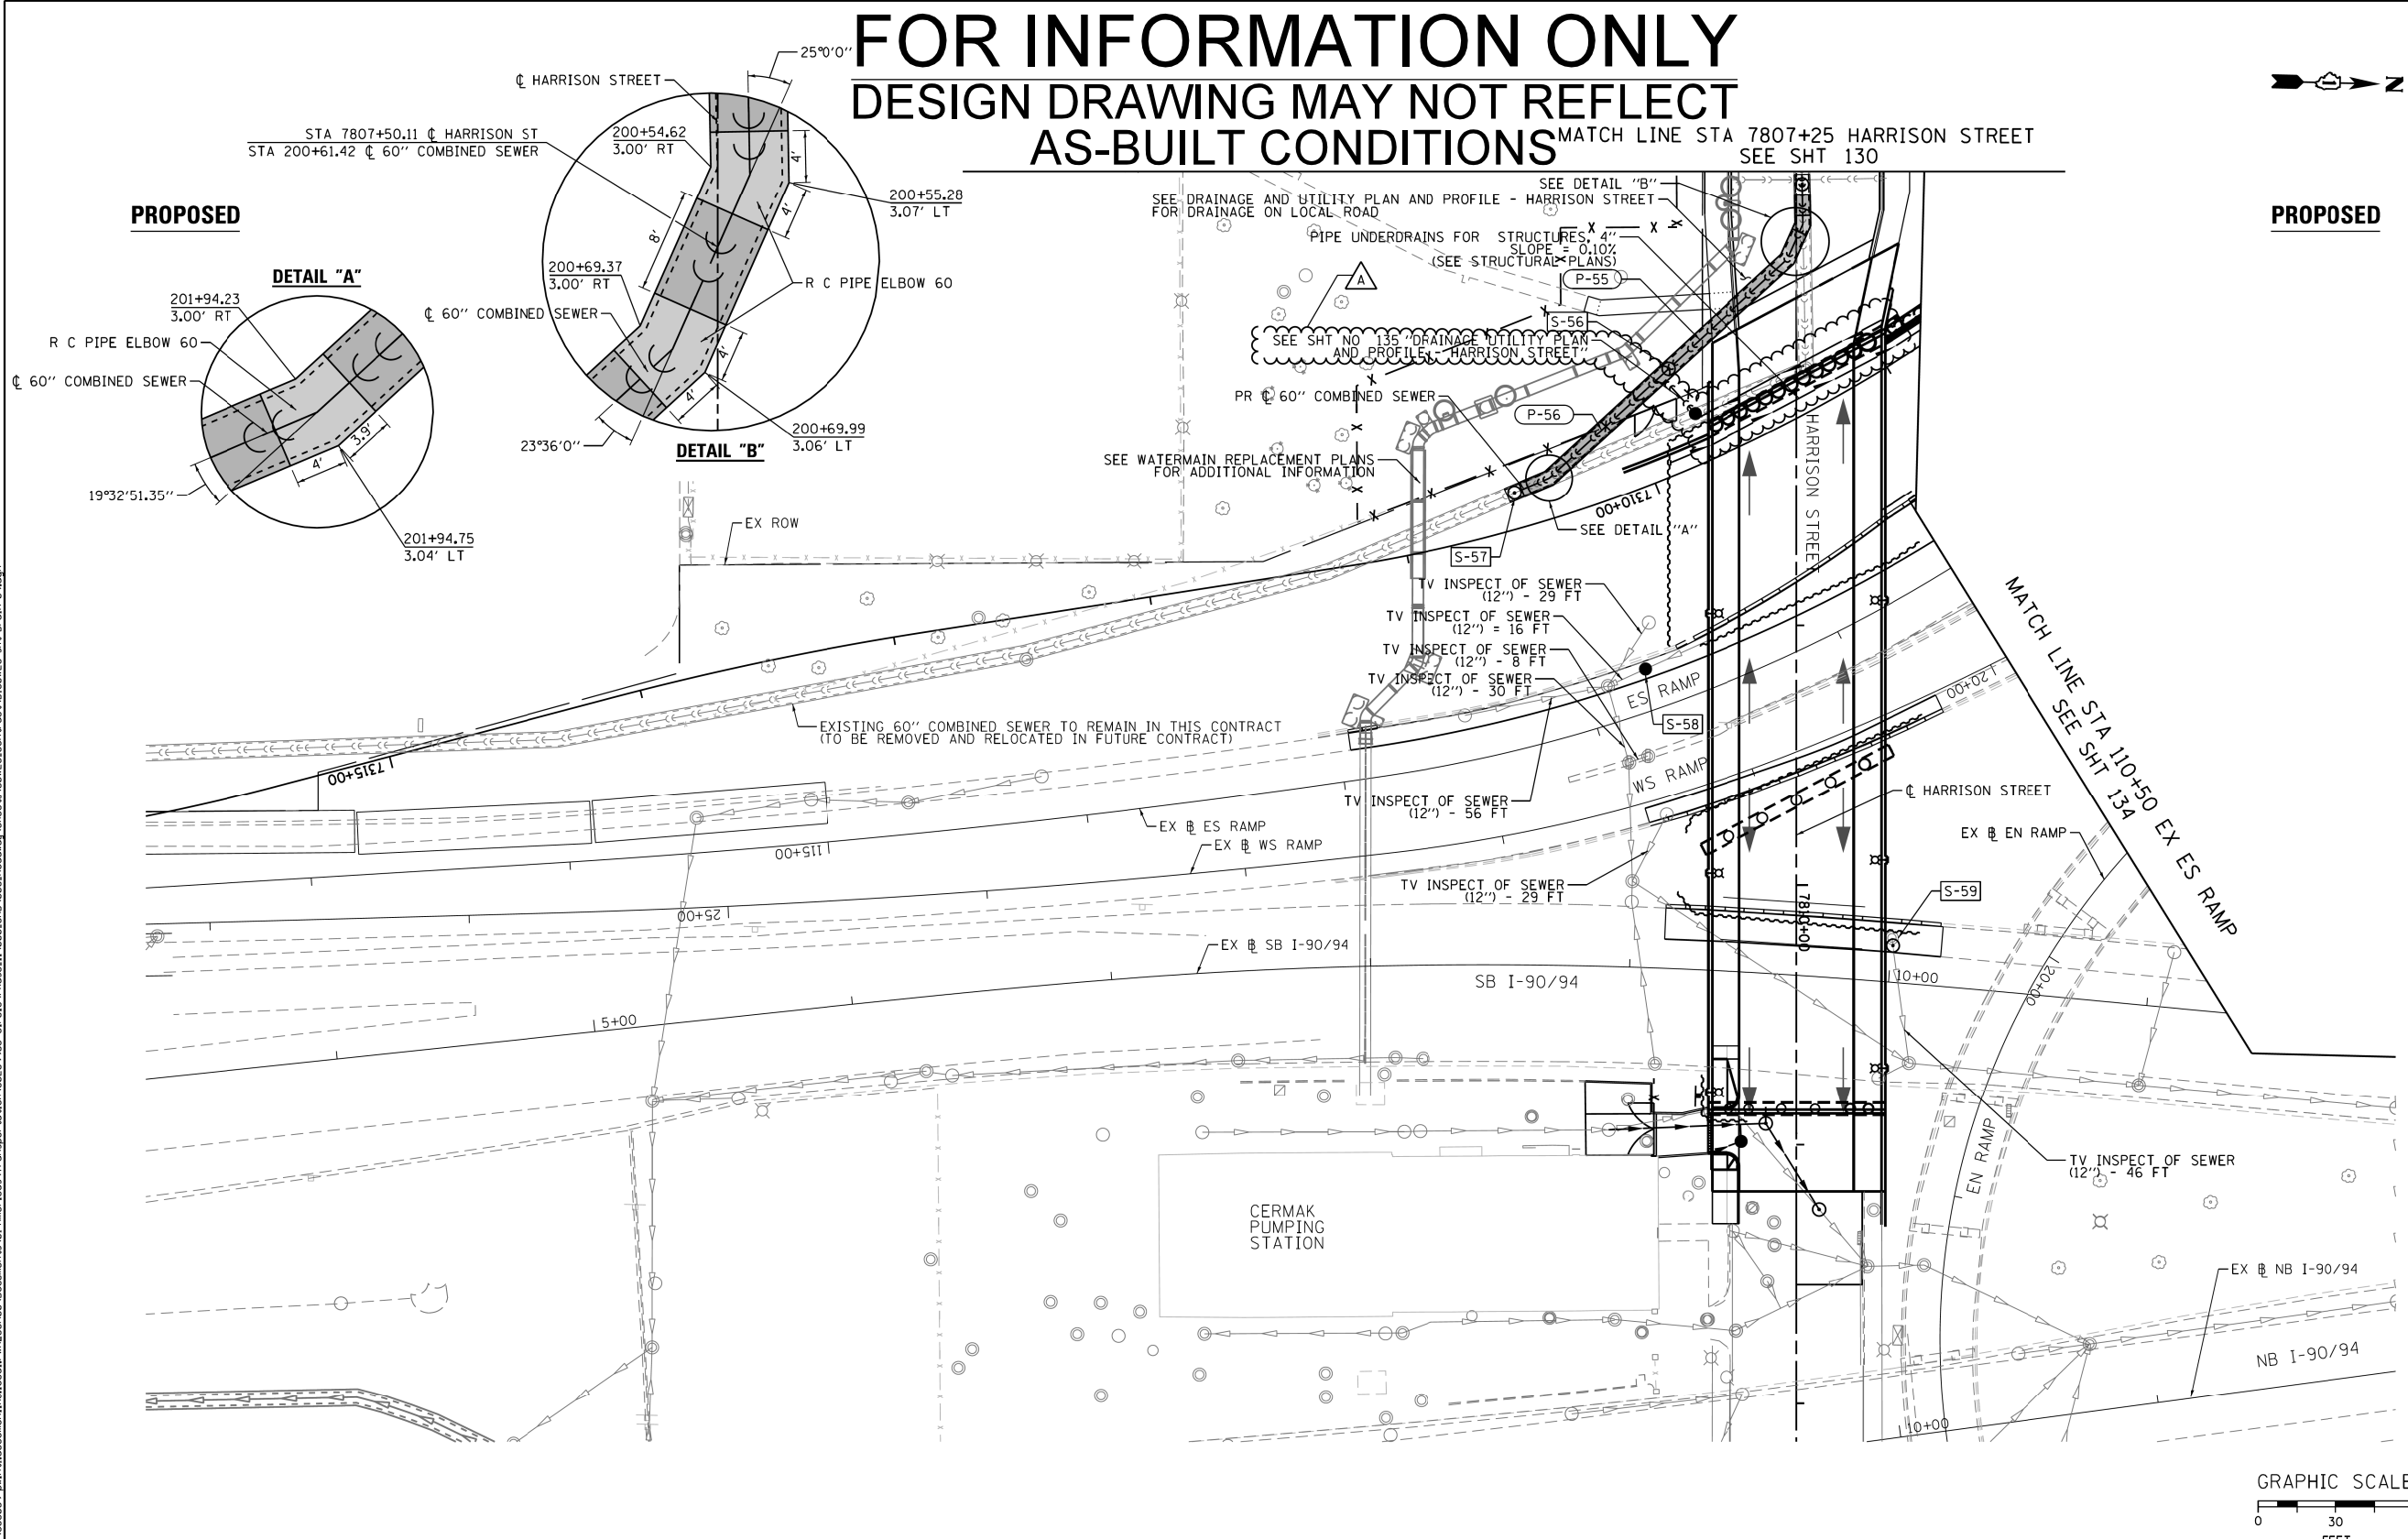 FOR INFORMATION ONLY
DESIGN DRAWING MAY NOT REFLECT
AS-BUILT CONDITIONS
MATCH LINE STA 7807+25 HARRISON STREET
SEE SHT 130
N
PROPOSED
PROPOSED
DETAIL "A"
201+94.23
3.00' RT
R C PIPE ELBOW 60
℄ 60" COMBINED SEWER
19°32'51.35"
4'
3.9'
201+94.75
3.04' LT
25°0'0"
℄ HARRISON STREET
STA 7807+50.11 ℄ HARRISON ST
STA 200+61.42 ℄ 60" COMBINED SEWER
200+54.62
3.00' RT
4'
200+55.28
3.07' LT
4'
8'
200+69.37
3.00' RT
R C PIPE ELBOW 60
℄ 60" COMBINED SEWER
4'
4'
23°36'0"
200+69.99
3.06' LT
DETAIL "B"
SEE DETAIL "B"
SEE DRAINAGE AND UTILITY PLAN AND PROFILE - HARRISON STREET
FOR DRAINAGE ON LOCAL ROAD
PIPE UNDERDRAINS FOR STRUCTURES, 4"
SLOPE = 0.10%
(SEE STRUCTURAL PLANS)
A
P-55
S-56
SEE SHT NO 135 "DRAINAGE UTILITY PLAN
AND PROFILE - HARRISON STREET"
PR ℄ 60" COMBINED SEWER
P-56
SEE WATERMAIN REPLACEMENT PLANS
FOR ADDITIONAL INFORMATION
HARRISON STREET
7310+00
SEE DETAIL "A"
S-57
EX ROW
TV INSPECT OF SEWER
(12") - 29 FT
TV INSPECT OF SEWER
(12") = 16 FT
TV INSPECT OF SEWER
(12") - 8 FT
TV INSPECT OF SEWER
(12") - 30 FT
ES RAMP
S-58
20+00
MATCH LINE STA 110+50 EX ES RAMP
SEE SHT 134
EXISTING 60" COMBINED SEWER TO REMAIN IN THIS CONTRACT
(TO BE REMOVED AND RELOCATED IN FUTURE CONTRACT)
7315+00
WS RAMP
TV INSPECT OF SEWER
(12") - 56 FT
℄ HARRISON STREET
EX ℄ ES RAMP
EX ℄ WS RAMP
115+00
EX ℄ EN RAMP
TV INSPECT OF SEWER
(12") - 29 FT
S-59
25+00
7810+00
EX ℄ SB I-90/94
SB I-90/94
10+00
20+00
15+00
EN RAMP
TV INSPECT OF SEWER
(12") - 46 FT
CERMAK
PUMPING
STATION
EX ℄ NB I-90/94
NB I-90/94
10+00
GRAPHIC SCALE
0
30
FEET